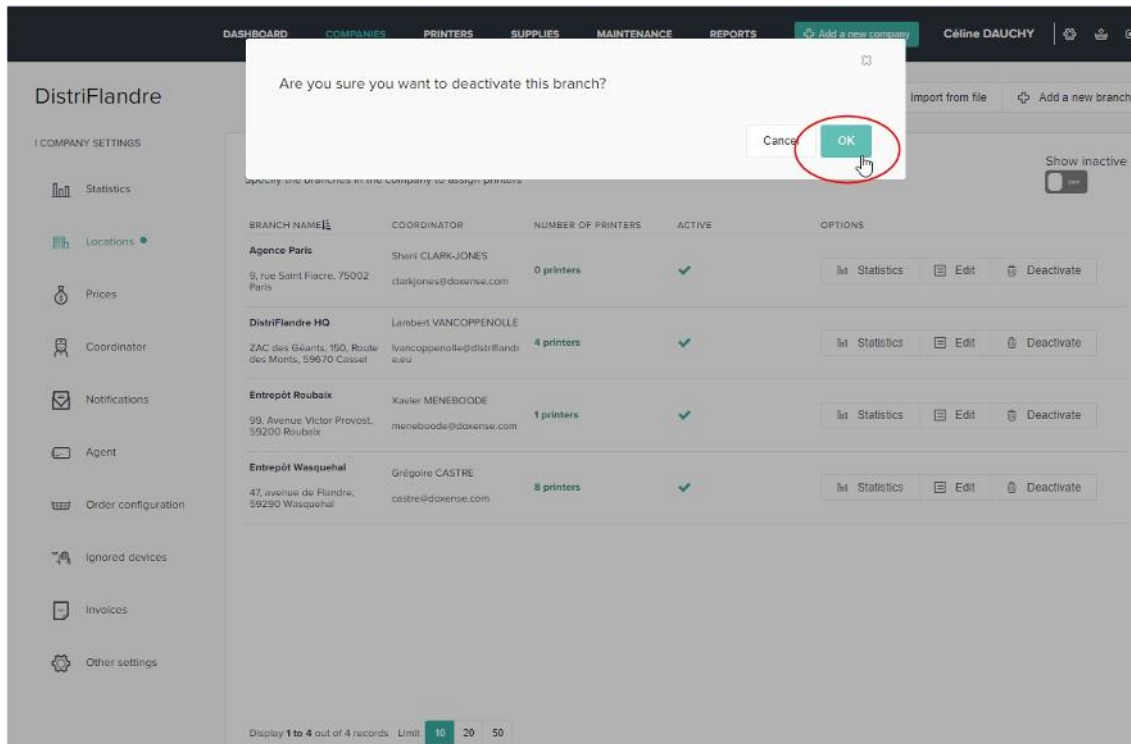 DASHBOARD COMPANIES PRINTERS SUPPLIES MAINTENANCE REPORTS Add a new company Céline DAUCHY
Are you sure you want to deactivate this branch?
Cancel OK
DistriFlandre
Import from file Add a new branch
COMPANY SETTINGS
Show inactive
OFF
Specify the branches in the company to assign printers
Statistics
Locations
Prices
Coordinator
Notifications
Agent
Order configuration
Ignored devices
Invoices
Other settings
BRANCH NAME COORDINATOR NUMBER OF PRINTERS ACTIVE OPTIONS
Agence Paris
9, rue Saint Fiacre, 75002
Paris
Shani CLARK-JONES
clarkjones@doxense.com
0 printers
Statistics Edit Deactivate
DistriFlandre HQ
ZAC des Géants, 150, Route
des Monts, 59670 Cassel
Lambert VANCOPPENOLLE
lvancoppenolle@distriflandr
e.eu
4 printers
Statistics Edit Deactivate
Entrepôt Roubaix
99, Avenue Victor Provost,
59200 Roubaix
Xavier MENEBOODE
meneboode@doxense.com
1 printers
Statistics Edit Deactivate
Entrepôt Wasquehal
47, avenue de Flandre,
59290 Wasquehal
Grégoire CASTRE
castre@doxense.com
8 printers
Statistics Edit Deactivate
Display 1 to 4 out of 4 records Limit 10 20 50